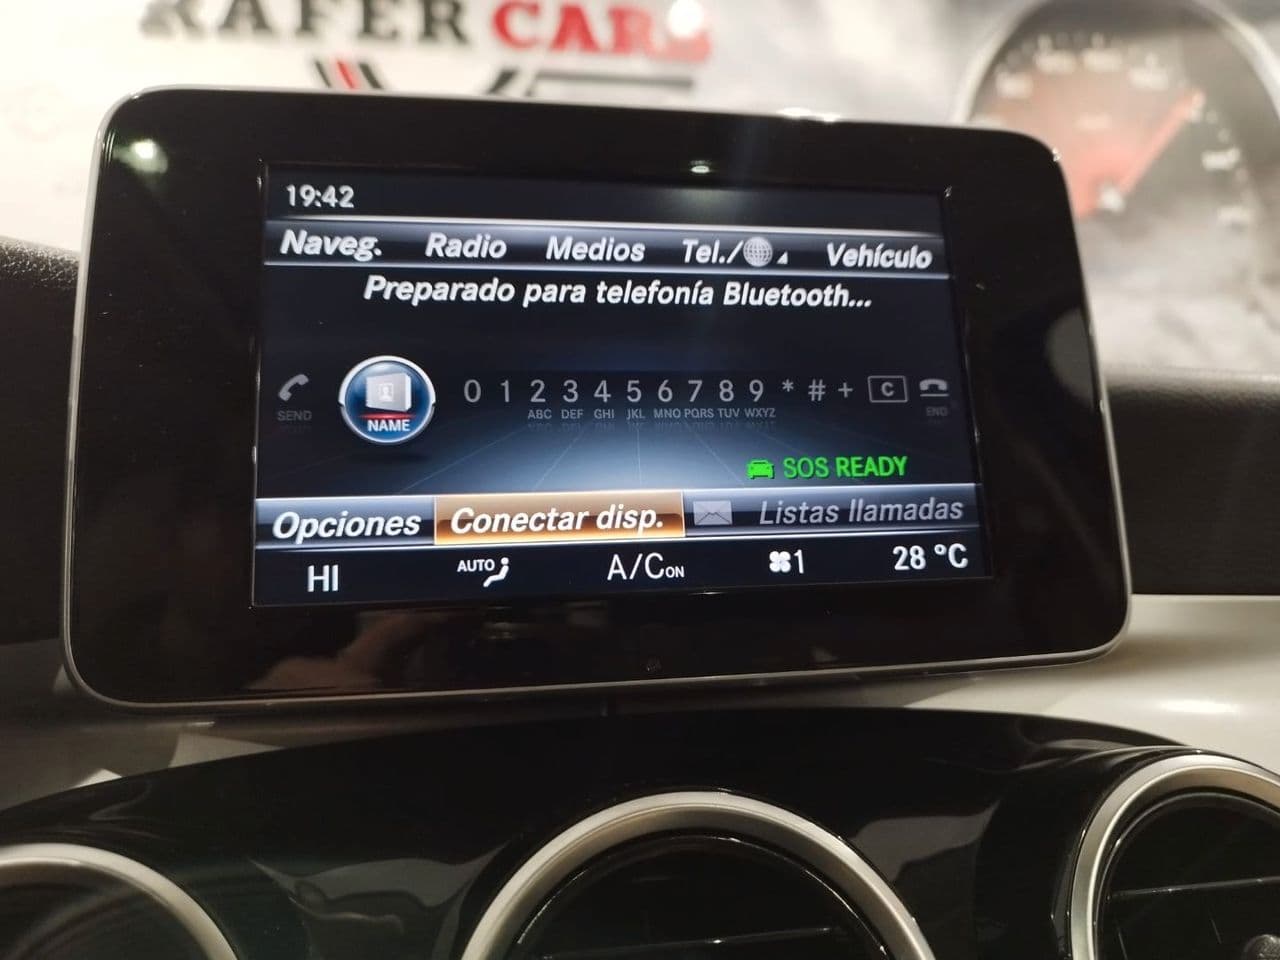 RAFER CARS
19:42
Naveg. Radio Medios Tel./ Vehículo
Preparado para telefonía Bluetooth...
SEND NAME 0 1 2 3 4 5 6 7 8 9 * # + C END
ABC DEF GHI JKL MNO PQRS TUV WXYZ
SOS READY
Opciones Conectar disp. Listas llamadas
HI AUTO A/C ON 1 28 °C